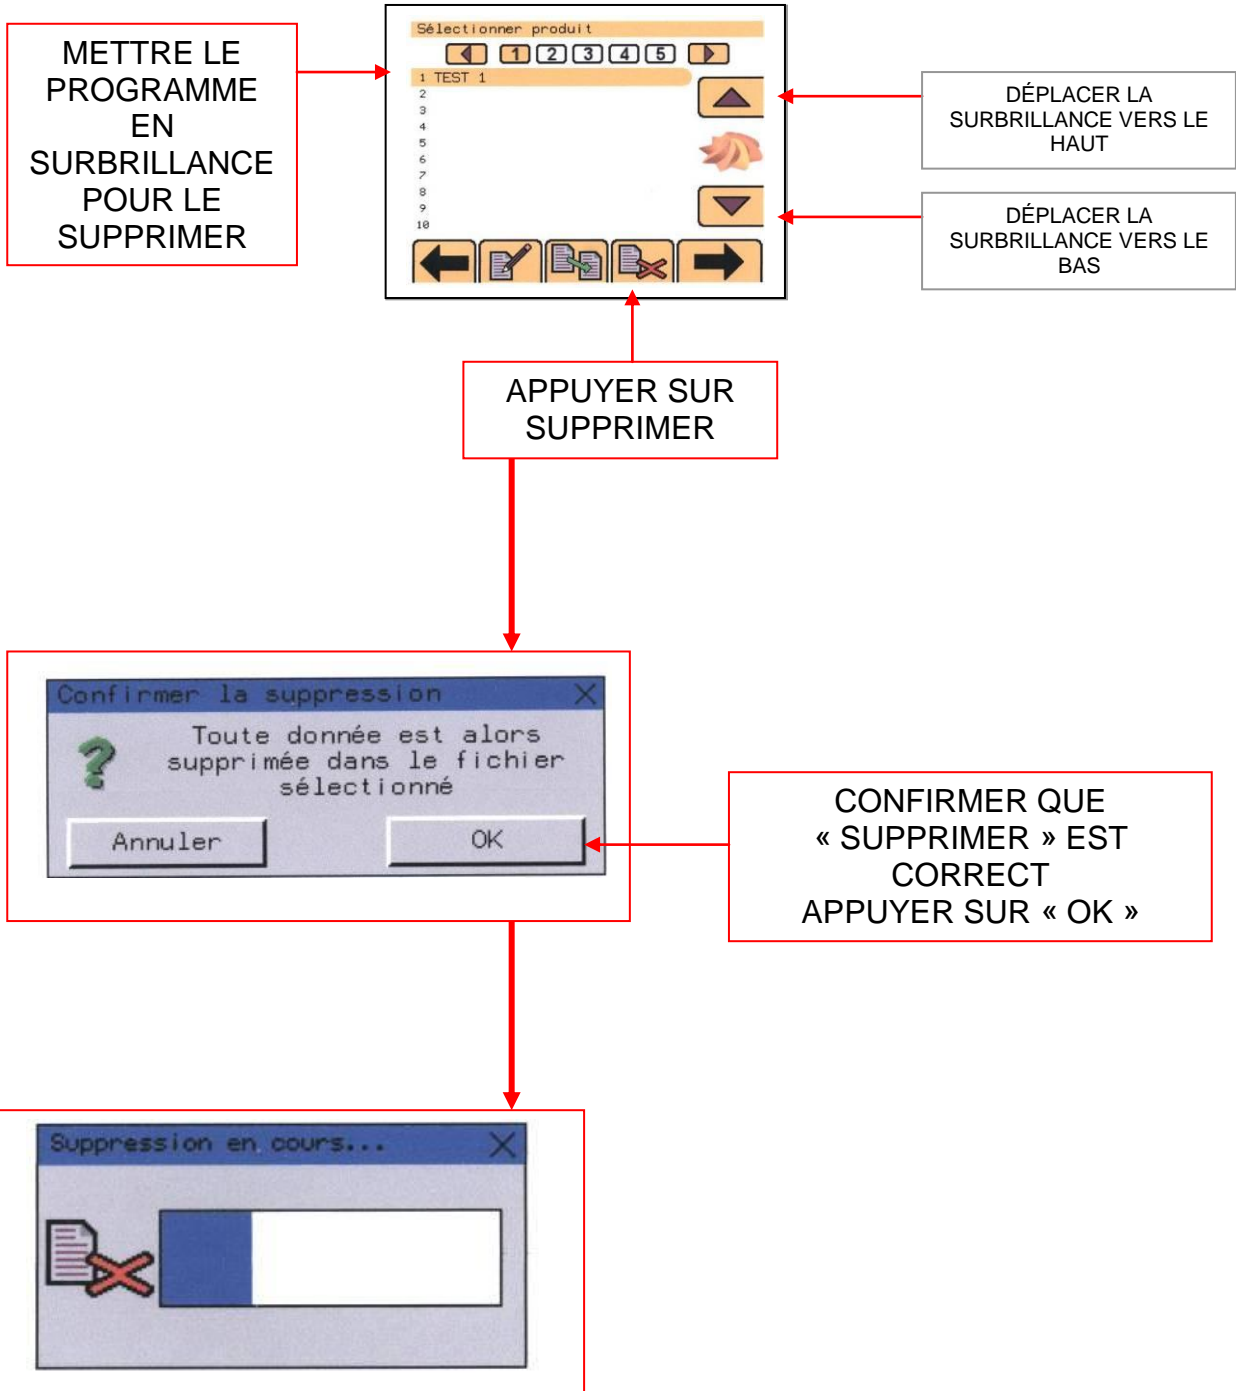 METTRE LE
PROGRAMME
EN
SURBRILLANCE
POUR LE
SUPPRIMER
Sélectionner produit
1 2 3 4 5
1 TEST 1
2
3
4
5
6
7
8
9
10
DÉPLACER LA
SURBRILLANCE VERS LE
HAUT
DÉPLACER LA
SURBRILLANCE VERS LE
BAS
APPUYER SUR
SUPPRIMER
Confirmer la suppression
Toute donnée est alors
supprimée dans le fichier
sélectionné
Annuler OK
CONFIRMER QUE
« SUPPRIMER » EST
CORRECT
APPUYER SUR « OK »
Suppression en cours...